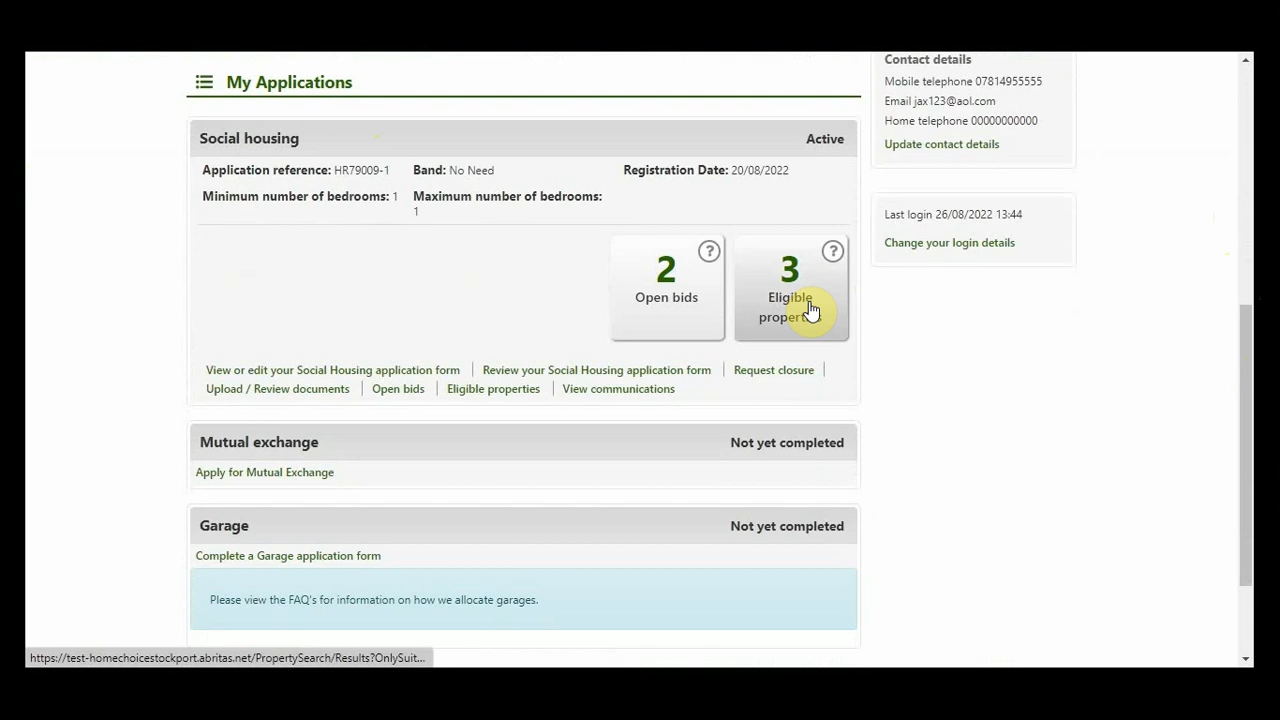 My Applications
Social housing
Active
Application reference: HR79009-1
Band: No Need
Registration Date: 20/08/2022
Minimum number of bedrooms: 1
Maximum number of bedrooms:
1
?
2
Open bids
?
3
Eligible
properties
View or edit your Social Housing application form
Review your Social Housing application form
Request closure
Upload / Review documents
Open bids
Eligible properties
View communications
Mutual exchange
Not yet completed
Apply for Mutual Exchange
Garage
Not yet completed
Complete a Garage application form
Please view the FAQ's for information on how we allocate garages.
Contact details
Mobile telephone 07814955555
Email jax123@aol.com
Home telephone 00000000000
Update contact details
Last login 26/08/2022 13:44
Change your login details
https://test-homechoicestockport.abritas.net/PropertySearch/Results?OnlySuit...